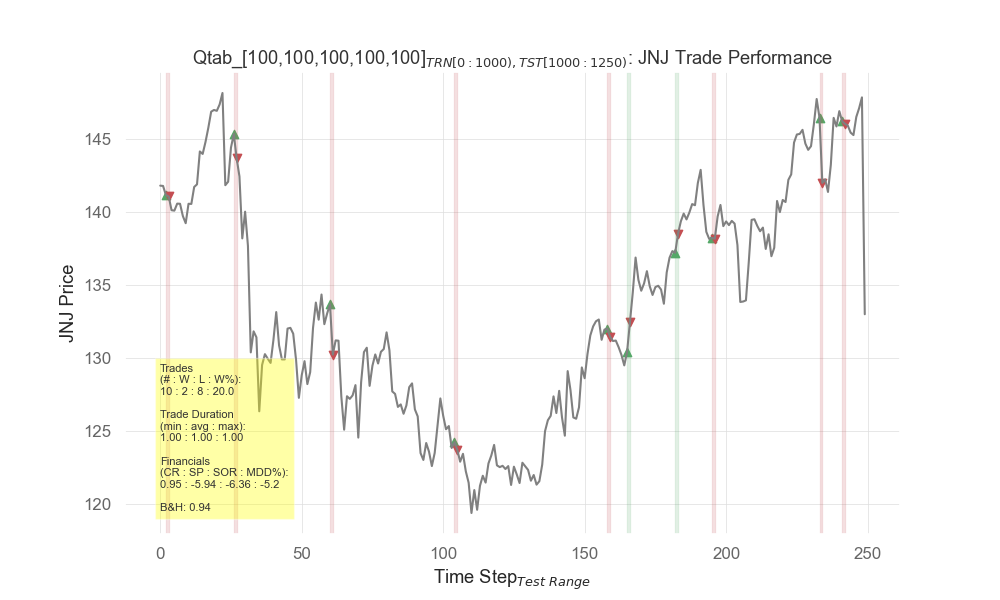 Qtab_[100,100,100,100,100]TRN[0 : 1000), TST[1000 : 1250): JNJ Trade Performance
JNJ Price
145
140
135
130
125
120
Trades
(# : W : L : W%):
10 : 2 : 8 : 20.0
Trade Duration
(min : avg : max):
1.00 : 1.00 : 1.00
Financials
(CR : SP : SOR : MDD%):
0.95 : -5.94 : -6.36 : -5.2
B&H: 0.94
0 50 100 150 200 250
Time StepTest Range